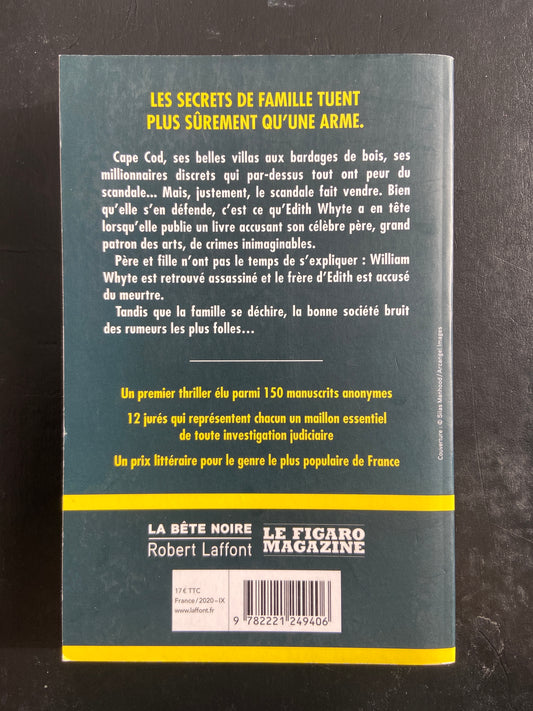 LES SECRETS DE FAMILLE TUENT
PLUS SÛREMENT QU'UNE ARME.
Cape Cod, ses belles villas aux bardages de bois, ses
millionnaires discrets qui par-dessus tout ont peur du
scandale... Mais, justement, le scandale fait vendre. Bien
qu'elle s'en défende, c'est ce qu'Edith Whyte a en tête
lorsqu'elle publie un livre accusant son célèbre père, grand
patron des arts, de crimes inimaginables.
Père et fille n'ont pas le temps de s'expliquer : William
Whyte est retrouvé assassiné et le frère d'Edith est accusé
du meurtre.
Tandis que la famille se déchire, la bonne société bruit
des rumeurs les plus folles...
Un premier thriller élu parmi 150 manuscrits anonymes
12 jurés qui représentent chacun un maillon essentiel
de toute investigation judiciaire
Un prix littéraire pour le genre le plus populaire de France
Couverture : © Silas Manhood / Arcangel Images
LA BÊTE NOIRE
Robert Laffont
LE FIGARO
MAGAZINE
17 € TTC
France / 2020-IX
www.laffont.fr
9 782221 249406